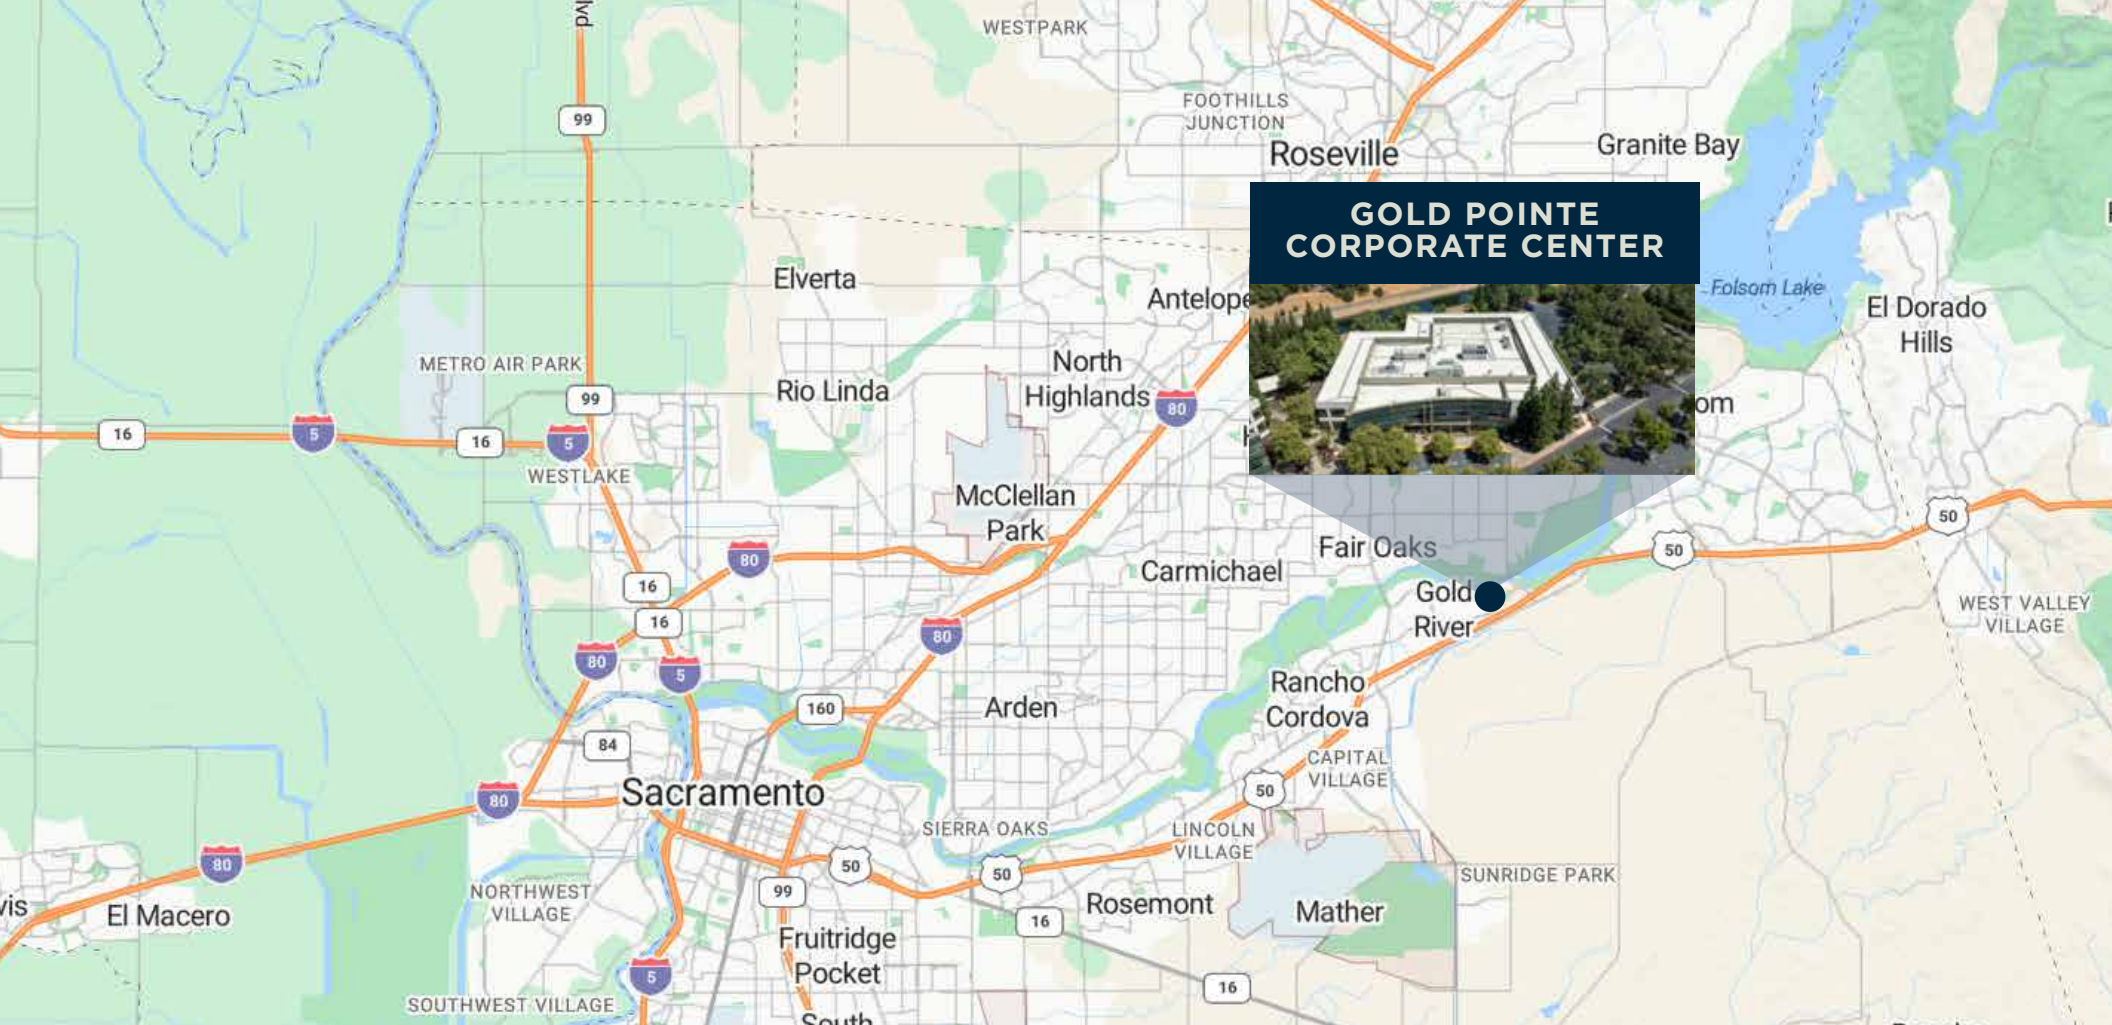 lvd
WESTPARK
99
FOOTHILLS
JUNCTION
Roseville
Granite Bay
GOLD POINTE
CORPORATE CENTER
Elverta
Antelope
Folsom Lake
El Dorado
Hills
METRO AIR PARK
North
Highlands
80
Rio Linda
99
om
16
5
16
5
WESTLAKE
McClellan
Park
50
Fair Oaks
50
80
Carmichael
16
Gold
River
WEST VALLEY
VILLAGE
16
80
80
5
Rancho
Cordova
160
Arden
84
CAPITAL
VILLAGE
80
Sacramento
50
SIERRA OAKS
LINCOLN
VILLAGE
80
50
50
SUNRIDGE PARK
99
NORTHWEST
VILLAGE
vis
El Macero
Rosemont
Mather
16
Fruitridge
Pocket
5
16
SOUTHWEST VILLAGE
South